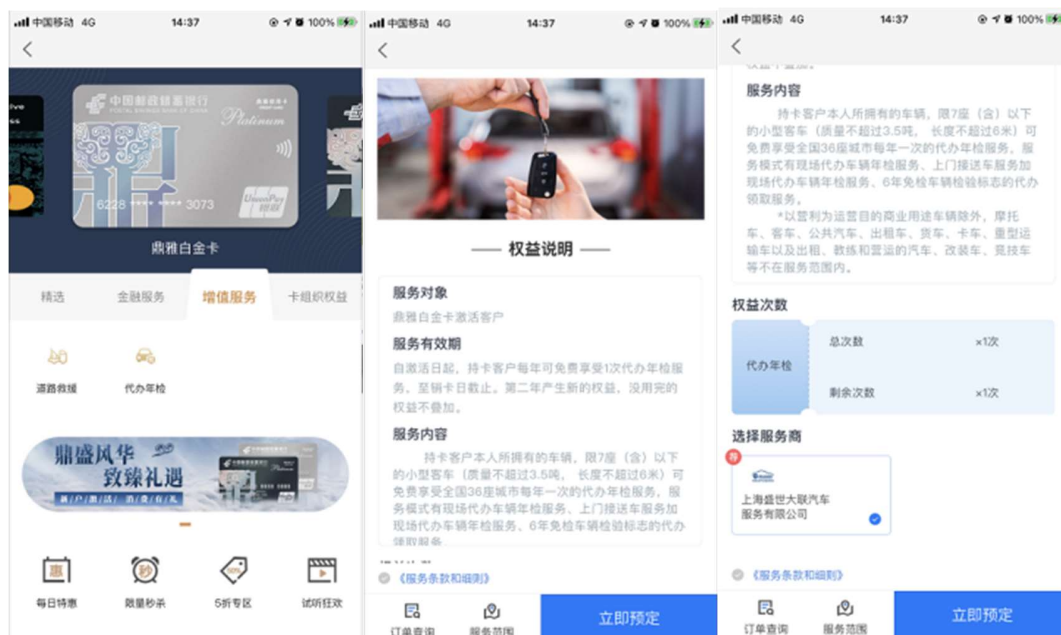 中国移动 4G
14:37
100%
中国邮政储蓄银行
POSTAL SAVINGS BANK OF CHINA
Platinum
6228 **** **** 3073
UnionPay
银联
鼎雅白金卡
精选
金融服务
增值服务
卡组织权益
道路救援
代办年检
鼎盛风华
致臻礼遇
新/户/激/活/ 消/费/有/礼
惠
每日特惠
秒
限量秒杀
50%
5折专区
试听狂欢
中国移动 4G
14:37
100%
权益说明
服务对象
鼎雅白金卡激活客户
服务有效期
自激活日起，持卡客户每年可免费享受1次代办年检服
务，至销卡日截止。第二年产生新的权益，没用完的
权益不叠加。
服务内容
持卡客户本人所拥有的车辆，限7座（含）以下
的小型客车（质量不超过3.5吨， 长度不超过6米）可
免费享受全国36座城市每年一次的代办年检服务，服
务模式有现场代办车辆年检服务、上门接送车服务加
现场代办车辆年检服务、6年免检车辆检验标志的代办
领取服务。
《服务条款和细则》
订单查询
服务范围
立即预定
中国移动 4G
14:37
100%
权益不叠加。
服务内容
持卡客户本人所拥有的车辆，限7座（含）以下
的小型客车（质量不超过3.5吨， 长度不超过6米）可
免费享受全国36座城市每年一次的代办年检服务，服
务模式有现场代办车辆年检服务、上门接送车服务加
现场代办车辆年检服务、6年免检车辆检验标志的代办
领取服务。
*以营利为运营目的商业用途车辆除外，摩托
车、客车、公共汽车、出租车、货车、卡车、重型运
输车以及出租、教练和营运的汽车、改装车、竞技车
等不在服务范围内。
权益次数
代办年检
总次数
×1次
剩余次数
×1次
选择服务商
荐
上海盛世大联汽车
服务有限公司
《服务条款和细则》
订单查询
服务范围
立即预定